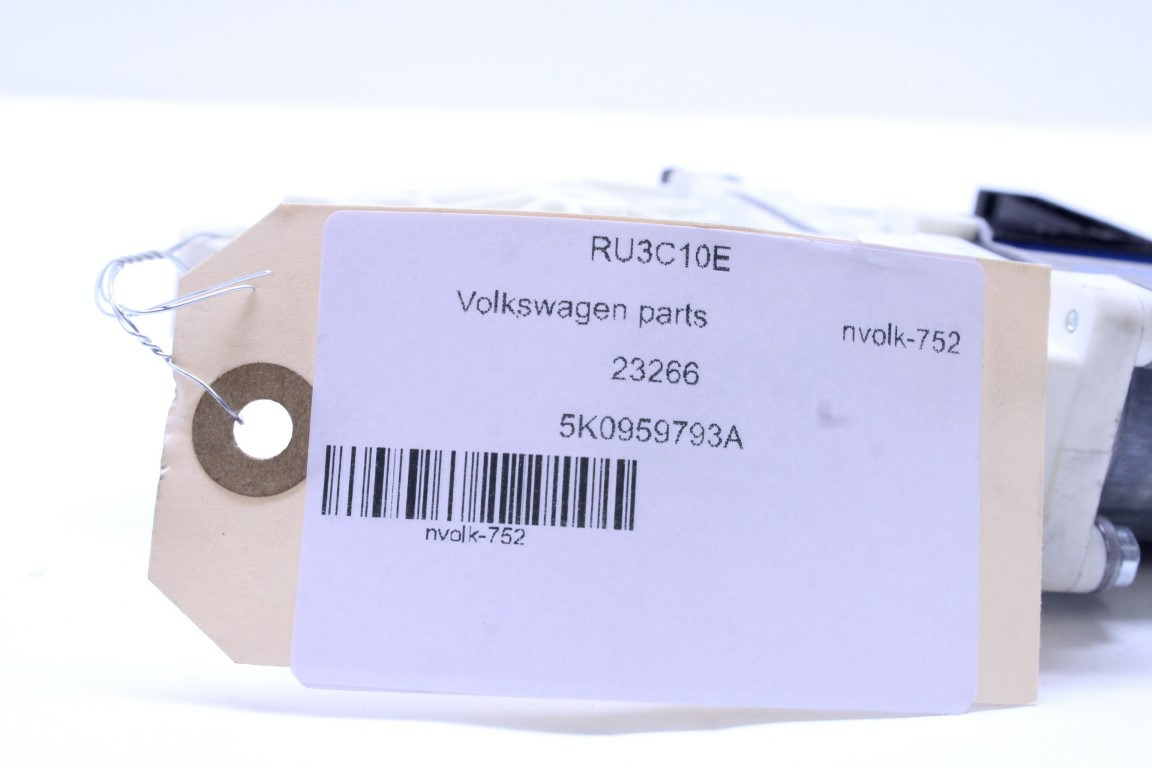 RU3C10E
Volkswagen parts
nvolk-752
23266
5K0959793A
nvolk-752